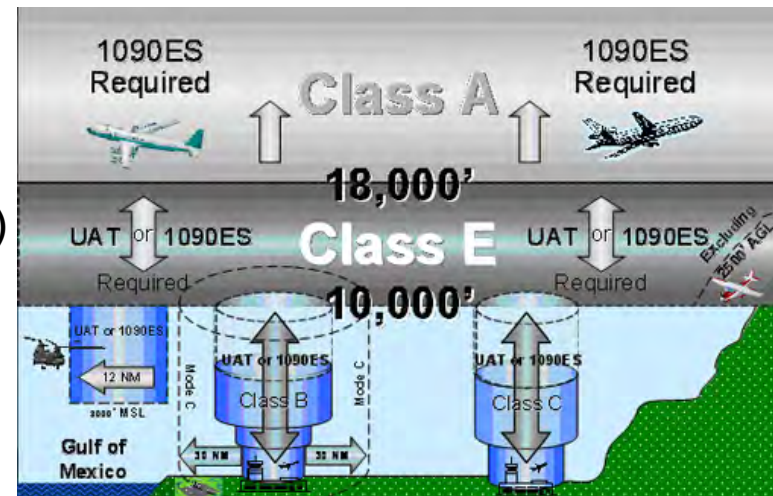 1090ES
Required
Class A
1090ES
Required
18,000'
)
UAT or 1090ES
Required
Class E
UAT or 1090ES
Required
Excluding
2500' AGL
10,000'
UAT or 1090ES
12 NM
3000' MSL
Gulf of
Mexico
Mode C
UAT or 1090ES
Class B
Mode C
30 NM
30 NM
UAT or 1090ES
Class C